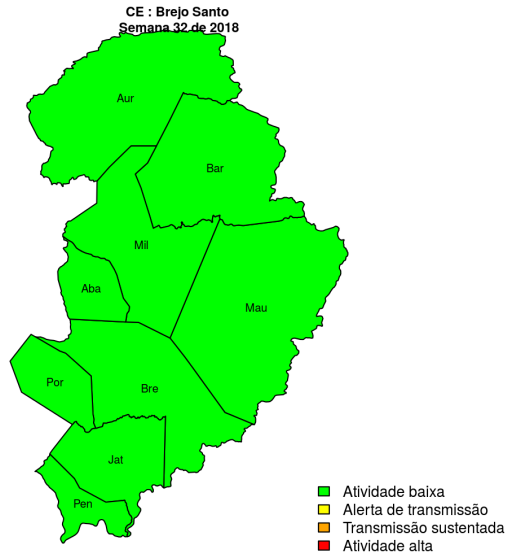 CE : Brejo Santo
Semana 32 de 2018
Aur
Bar
Mil
Aba
Mau
Por
Bre
Jat
Pen
Atividade baixa
Alerta de transmissão
Transmissão sustentada
Atividade alta